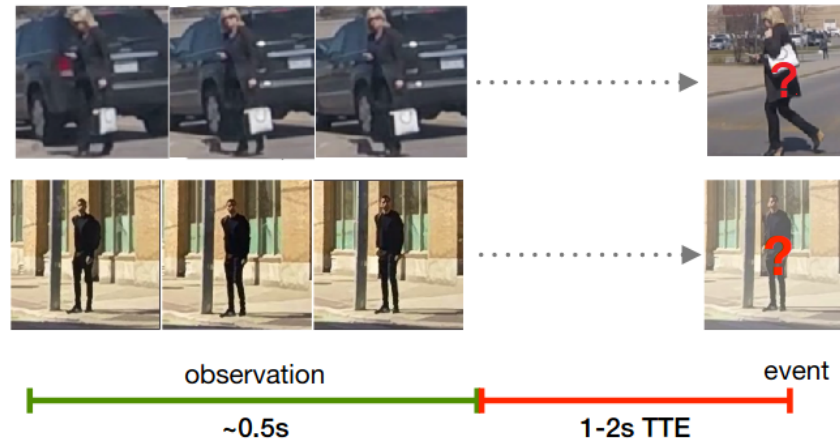 ?
?
observation
event
~0.5s
1-2s TTE